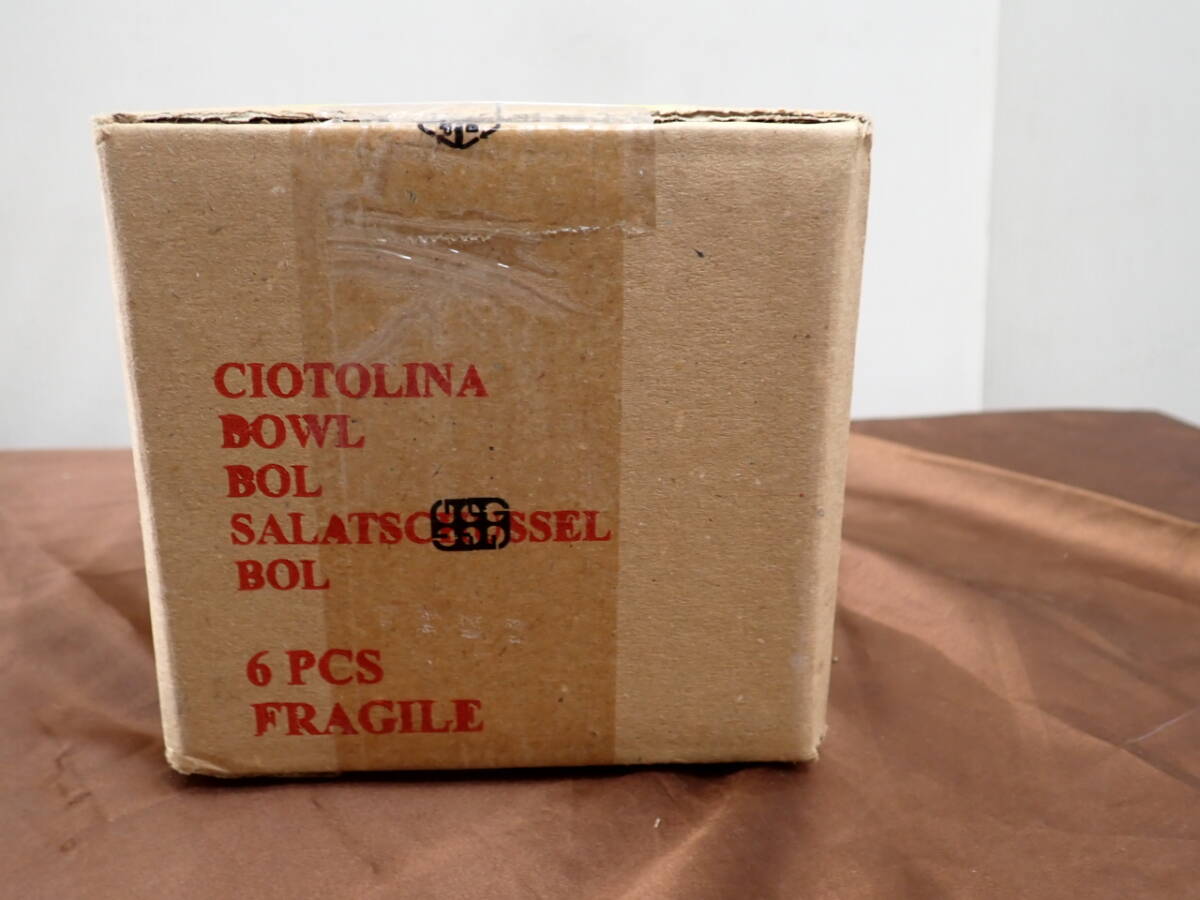 CIOTOLINA
BOWL
BOL
BOL
6 PCS
FRAGILE